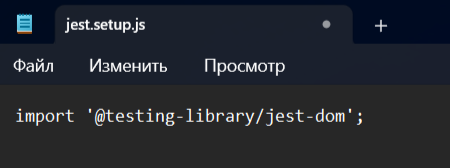 jest.setup.js
Файл Изменить Просмотр
import '@testing-library/jest-dom';